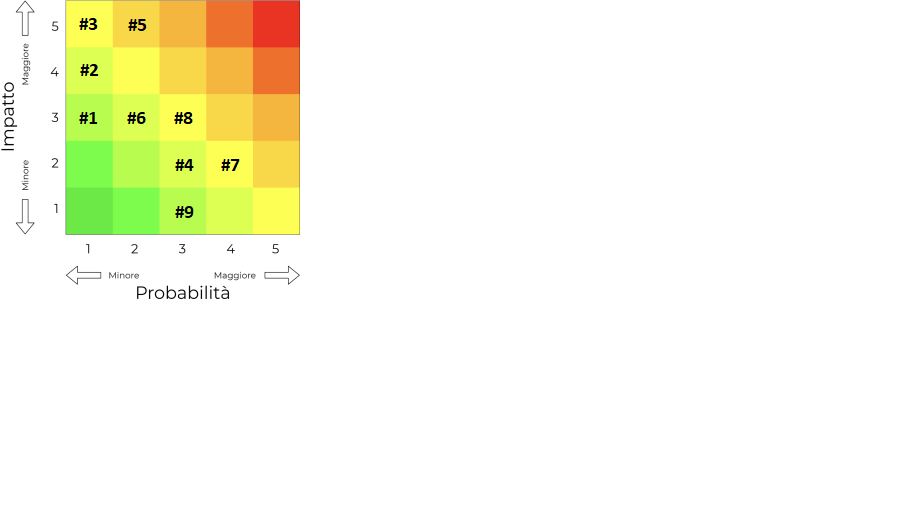 Impatto
Maggiore
Minore
5 #3 #5
4 #2
3 #1 #6 #8
2 #4 #7
1 #9
1 2 3 4 5
Minore Maggiore
Probabilità